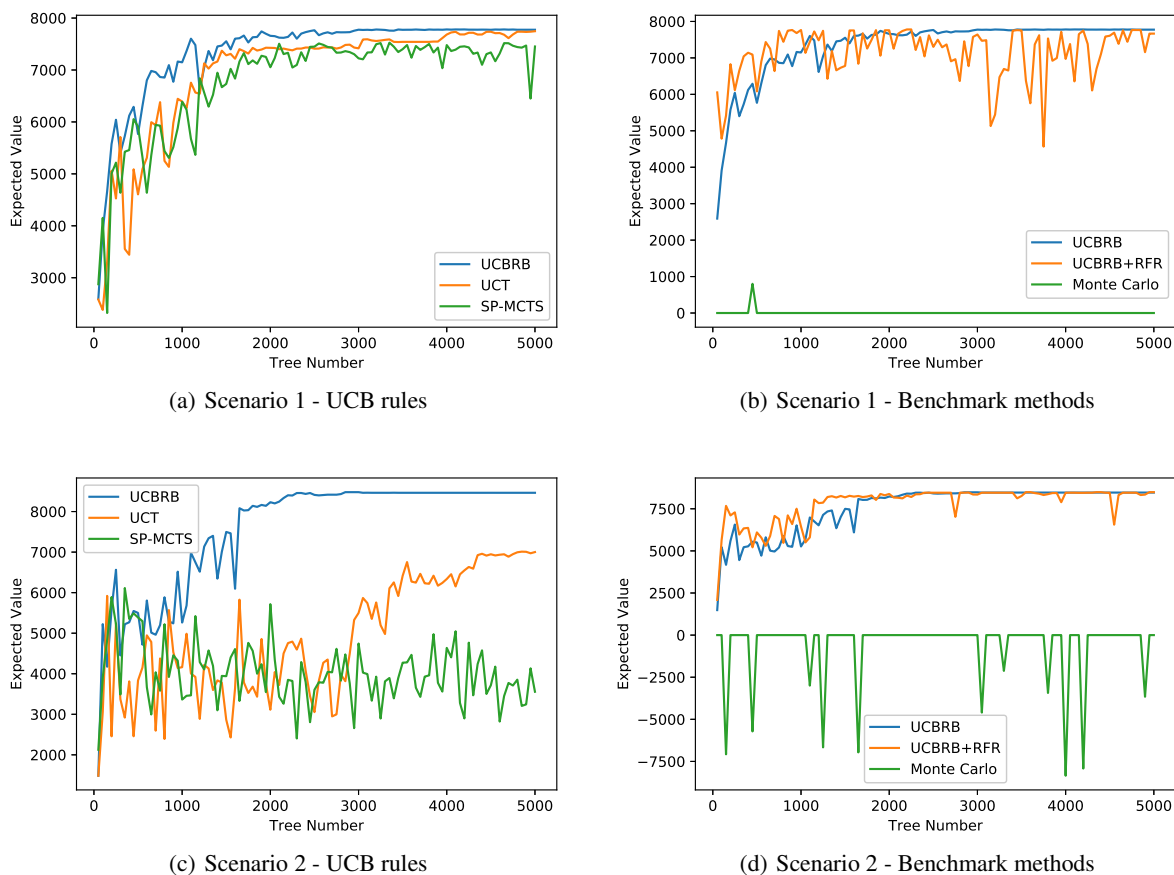 8000
7000
6000
5000
4000
3000
Expected Value
0
1000
2000
3000
4000
5000
Tree Number
UCBRB
UCT
SP-MCTS
(a) Scenario 1 - UCB rules
8000
7000
6000
5000
4000
3000
2000
1000
0
Expected Value
0
1000
2000
3000
4000
5000
Tree Number
UCBRB
UCBRB+RFR
Monte Carlo
(b) Scenario 1 - Benchmark methods
8000
7000
6000
5000
4000
3000
2000
Expected Value
0
1000
2000
3000
4000
5000
Tree Number
UCBRB
UCT
SP-MCTS
(c) Scenario 2 - UCB rules
7500
5000
2500
0
−2500
−5000
−7500
Expected Value
0
1000
2000
3000
4000
5000
Tree Number
UCBRB
UCBRB+RFR
Monte Carlo
(d) Scenario 2 - Benchmark methods